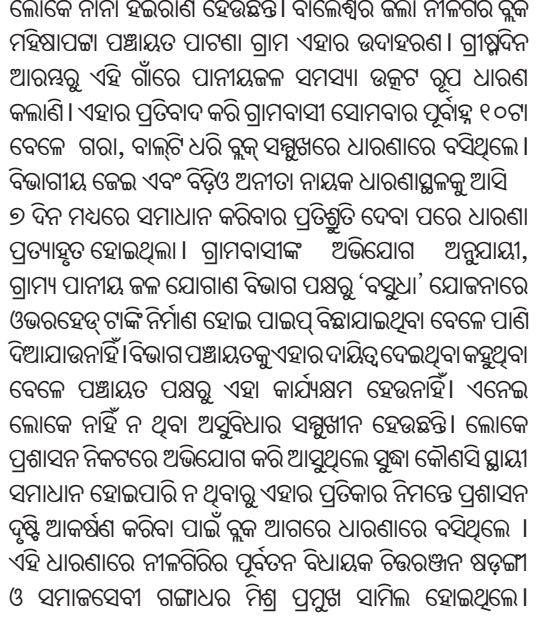 ଲୋକେ ନାନା ହଇରାଣ ହେଉଛନ୍ତି। ବାଲେଶ୍ୱର ଜିଲା ନୀଳଗିରି ବ୍ଲକ
ମହିଷାପଟ୍ଟା ପଞ୍ଚାୟତ ପାଟଣା ଗ୍ରାମ ଏହାର ଉଦାହରଣ। ଗ୍ରୀଷ୍ମଦିନ
ଆରମ୍ଭରୁ ଏହି ଗାଁରେ ପାନୀୟଜଳ ସମସ୍ୟା ଉତ୍କଟ ରୂପ ଧାରଣ
କଲାଣି। ଏହାର ପ୍ରତିବାଦ କରି ଗ୍ରାମବାସୀ ସୋମବାର ପୂର୍ବାହ୍ନ ୧୦ଟା
ବେଳେ ଗରା, ବାଲ୍‌ଟି ଧରି ବ୍ଲକ୍ ସମ୍ମୁଖରେ ଧାରଣାରେ ବସିଥିଲେ।
ବିଭାଗୀୟ ଜେଇ ଏବଂ ବିଡ଼ିଓ ଅନୀତା ନାୟକ ଧାରଣାସ୍ଥଳକୁ ଆସି
୭ ଦିନ ମଧ୍ୟରେ ସମାଧାନ କରିବାର ପ୍ରତିଶ୍ରୁତି ଦେବା ପରେ ଧାରଣା
ପ୍ରତ୍ୟାହୃତ ହୋଇଥିଲା। ଗ୍ରାମବାସୀଙ୍କ ଅଭିଯୋଗ ଅନୁଯାୟୀ,
ଗ୍ରାମ୍ୟ ପାନୀୟ ଜଳ ଯୋଗାଣ ବିଭାଗ ପକ୍ଷରୁ ‘ବସୁଧା’ ଯୋଜନାରେ
ଓଭରହେଡ୍ ଟାଙ୍କି ନିର୍ମାଣ ହୋଇ ପାଇପ୍ ବିଛାଯାଇଥିବା ବେଳେ ପାଣି
ଦିଆଯାଉନାହିଁ। ବିଭାଗ ପଞ୍ଚାୟତକୁ ଏହାର ଦାୟିତ୍ୱ ଦେଇଥିବା କହୁଥିବା
ବେଳେ ପଞ୍ଚାୟତ ପକ୍ଷରୁ ଏହା କାର୍ଯ୍ୟକ୍ଷମ ହେଉନାହିଁ। ଏନେଇ
ଲୋକେ ନାହିଁ ନ ଥିବା ଅସୁବିଧାର ସମ୍ମୁଖୀନ ହେଉଛନ୍ତି। ଲୋକେ
ପ୍ରଶାସନ ନିକଟରେ ଅଭିଯୋଗ କରି ଆସୁଥିଲେ ସୁଦ୍ଧା କୌଣସି ସ୍ଥାୟୀ
ସମାଧାନ ହୋଇପାରି ନ ଥିବାରୁ ଏହାର ପ୍ରତିକାର ନିମନ୍ତେ ପ୍ରଶାସନ
ଦୃଷ୍ଟି ଆକର୍ଷଣ କରିବା ପାଇଁ ବ୍ଲକ ଆଗରେ ଧାରଣାରେ ବସିଥିଲେ ।
ଏହି ଧାରଣାରେ ନୀଳଗିରିର ପୂର୍ବତନ ବିଧାୟକ ଚିତ୍ତରଞ୍ଜନ ଷଡ଼ଙ୍ଗୀ
ଓ ସମାଜସେବୀ ଗଙ୍ଗାଧର ମିଶ୍ର ପ୍ରମୁଖ ସାମିଲ ହୋଇଥିଲେ।